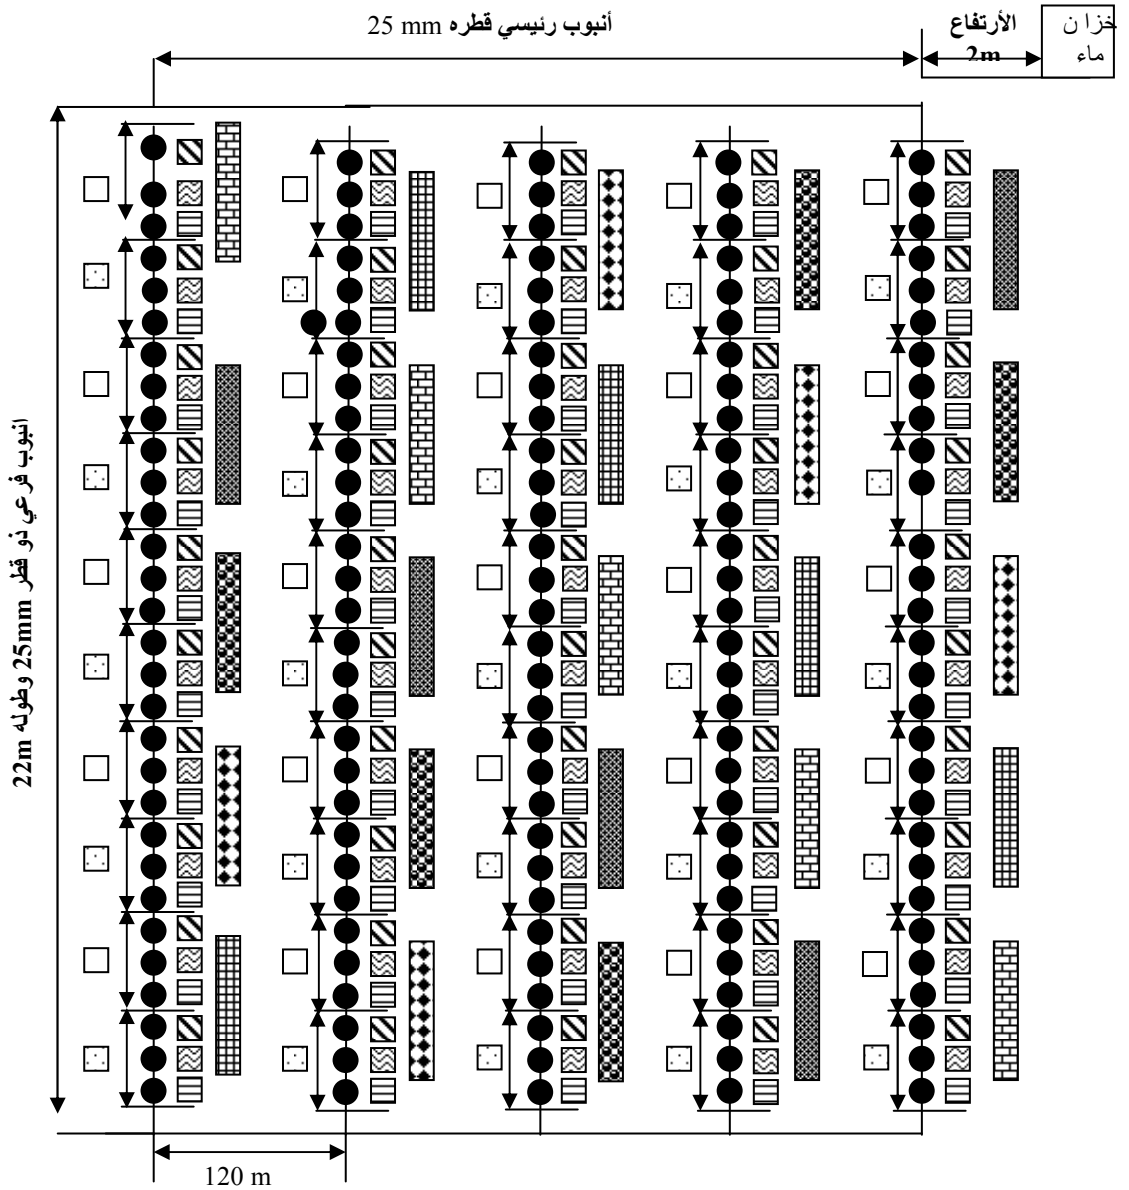 خزان
ماء
الأرتفاع
2m
أنبوب رئيسي قطره 25 mm
انبوب فرعي ذو قطر 25mm وطوله 22m
120 m